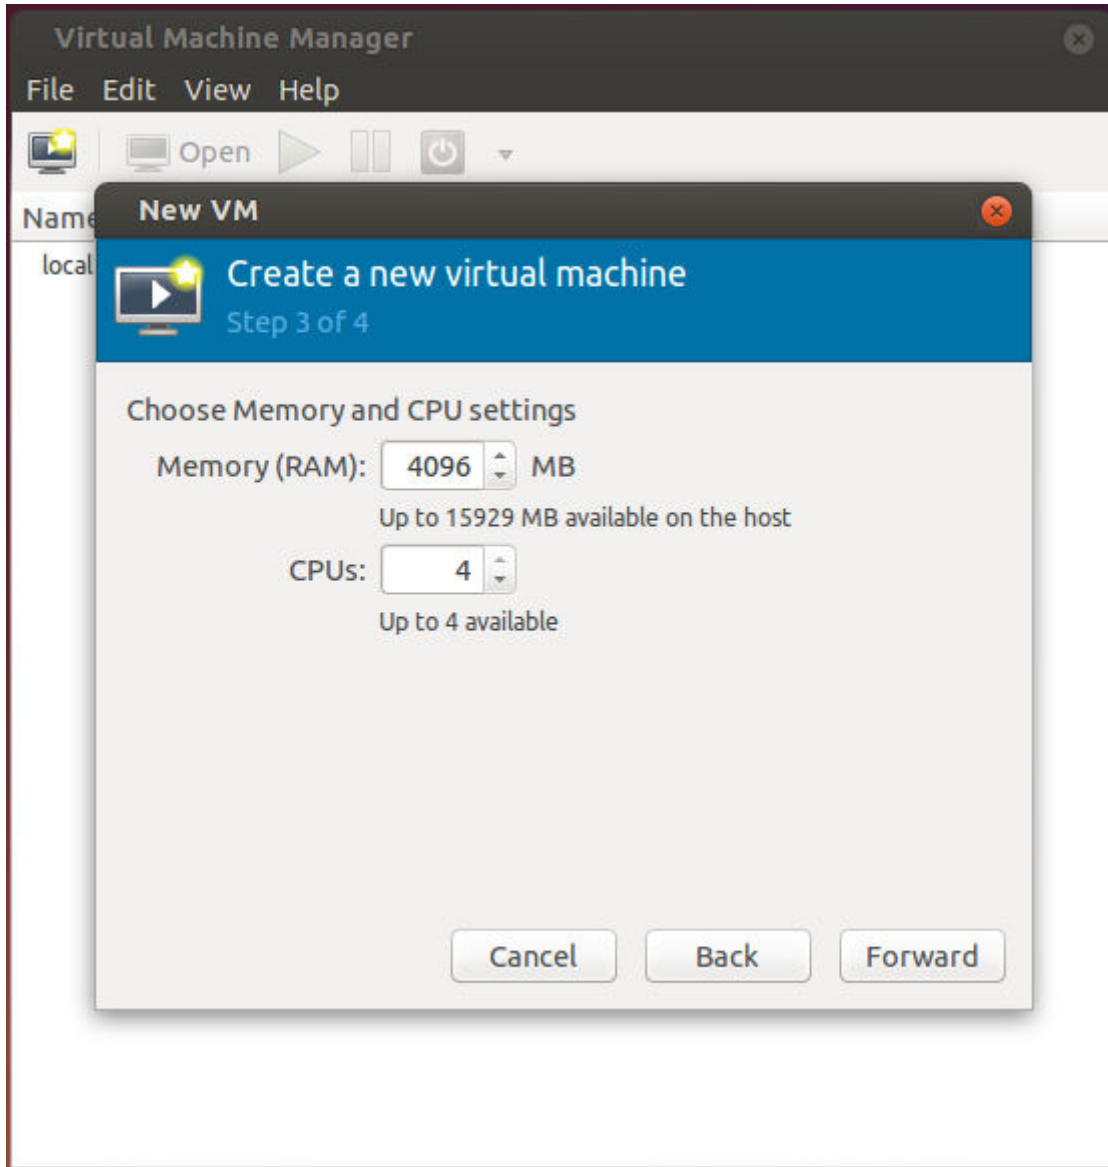 Virtual Machine Manager
File Edit View Help
Open
Name
New VM
local
Create a new virtual machine
Step 3 of 4
Choose Memory and CPU settings
Memory (RAM): 4096 MB
Up to 15929 MB available on the host
CPUs: 4
Up to 4 available
Cancel Back Forward